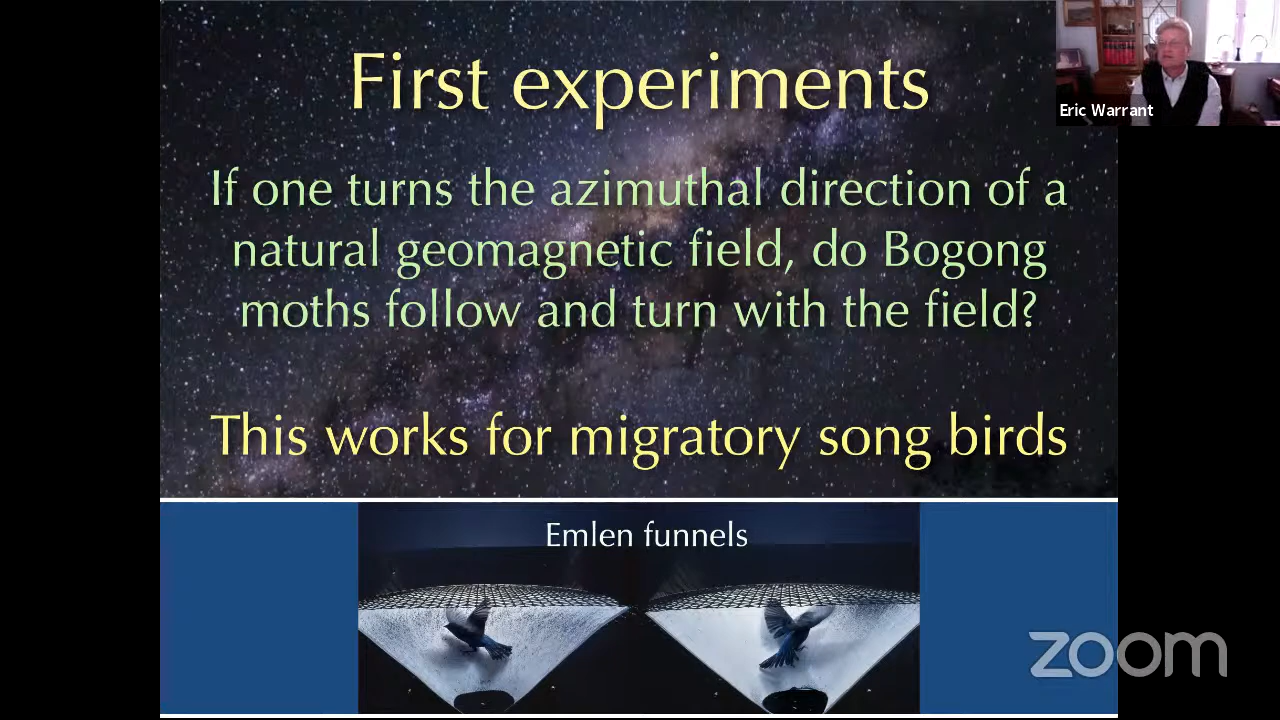 First experiments
Eric Warrant
If one turns the azimuthal direction of a
natural geomagnetic field, do Bogong
moths follow and turn with the field?
This works for migratory song birds
Emlen funnels
zoom